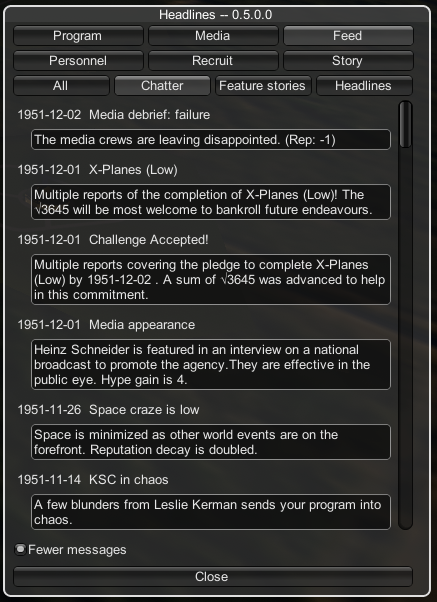 Headlines -- 0.5.0.0
Program Media Feed
Personnel Recruit Story
All Chatter Feature stories Headlines
1951-12-02 Media debrief: failure
The media crews are leaving disappointed. (Rep: -1)
1951-12-01 X-Planes (Low)
Multiple reports of the completion of X-Planes (Low)! The
√3645 will be most welcome to bankroll future endeavours.
1951-12-01 Challenge Accepted!
Multiple reports covering the pledge to complete X-Planes
(Low) by 1951-12-02 . A sum of √3645 was advanced to help
in this commitment.
1951-12-01 Media appearance
Heinz Schneider is featured in an interview on a national
broadcast to promote the agency.They are effective in the
public eye. Hype gain is 4.
1951-11-26 Space craze is low
Space is minimized as other world events are on the
forefront. Reputation decay is doubled.
1951-11-14 KSC in chaos
A few blunders from Leslie Kerman sends your program into
chaos.
Fewer messages
Close